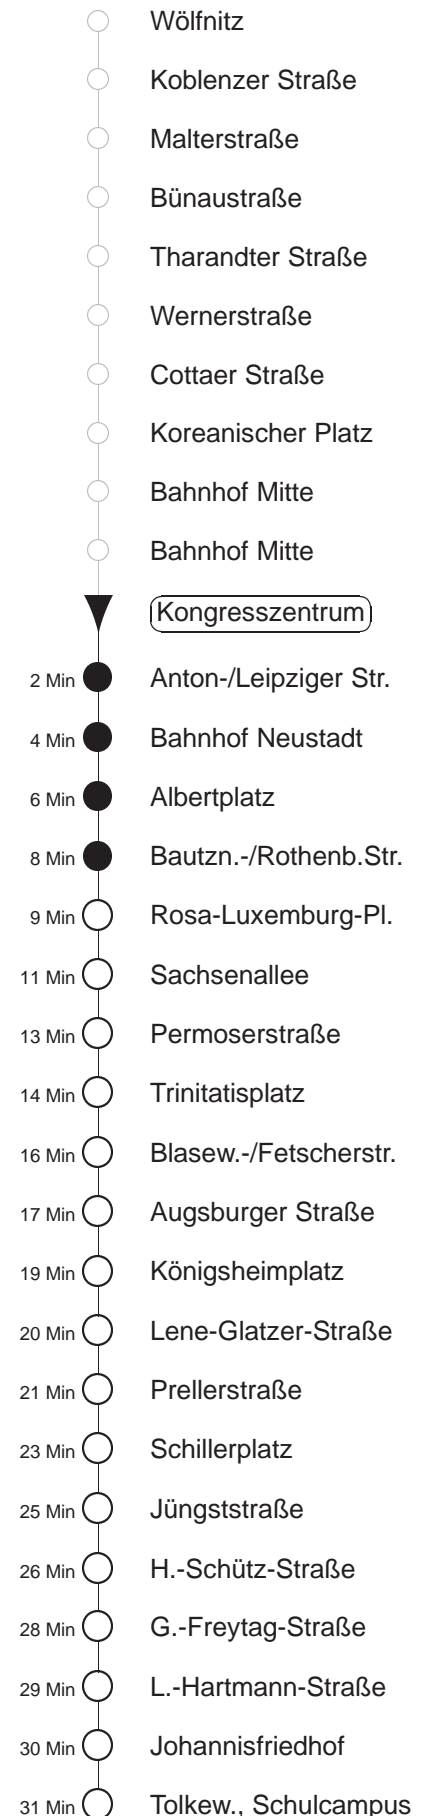 Wölfnitz
Koblenzer Straße
Malterstraße
Bünaustraße
Tharandter Straße
Wernerstraße
Cottaer Straße
Koreanischer Platz
Bahnhof Mitte
Bahnhof Mitte
Kongresszentrum
2 Min Anton-/Leipziger Str.
4 Min Bahnhof Neustadt
6 Min Albertplatz
8 Min Bautzn.-/Rothenb.Str.
9 Min Rosa-Luxemburg-Pl.
11 Min Sachsenallee
13 Min Permoserstraße
14 Min Trinitatisplatz
16 Min Blasew.-/Fetscherstr.
17 Min Augsburger Straße
19 Min Königsheimplatz
20 Min Lene-Glatzer-Straße
21 Min Prellerstraße
23 Min Schillerplatz
25 Min Jüngststraße
26 Min H.-Schütz-Straße
28 Min G.-Freytag-Straße
29 Min L.-Hartmann-Straße
30 Min Johannisfriedhof
31 Min Tolkew., Schulcampus